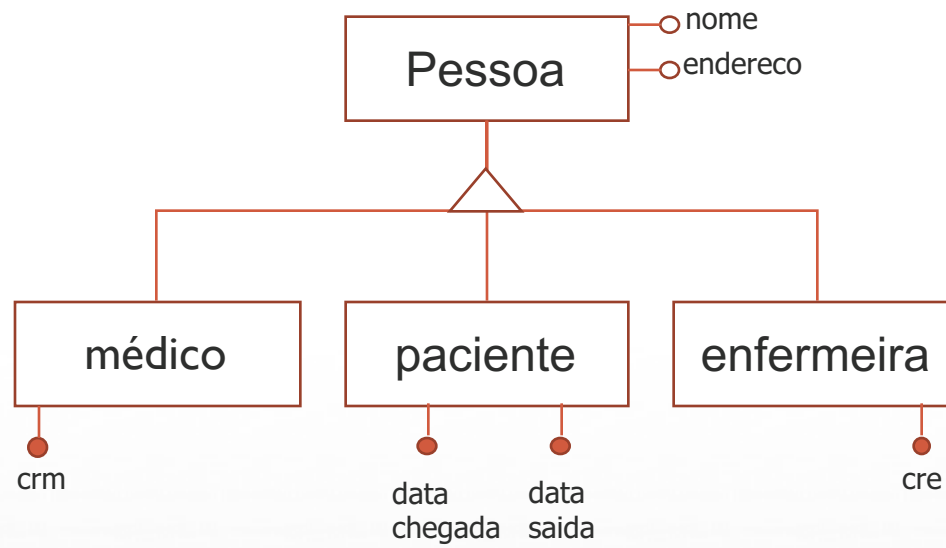 nome
Pessoa
endereco
médico
paciente
enfermeira
crm
data
chegada
data
saida
cre